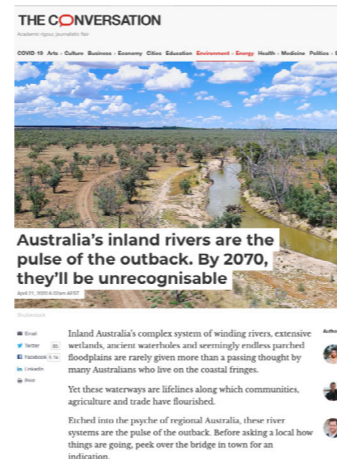 THE CONVERSATION
Academic rigour, journalistic flair
COVID-19 Arts + Culture Business + Economy Cities Education Environment + Energy Health + Medicine Politics +
Australia's inland rivers are the
pulse of the outback. By 2070,
they'll be unrecognisable
April 21, 2020 6.02am AEST
Shutterstock
Email
Twitter
Facebook
LinkedIn
Print
Inland Australia's complex system of winding rivers, extensive
wetlands, ancient waterholes and seemingly endless parched
floodplains are rarely given more than a passing thought by
many Australians who live on the coastal fringes.
Yet these waterways are lifelines along which communities,
agriculture and trade have flourished.
Etched into the psyche of regional Australia, these river
systems are the pulse of the outback. Before asking a local how
things are going, peek over the bridge in town for an
indication.